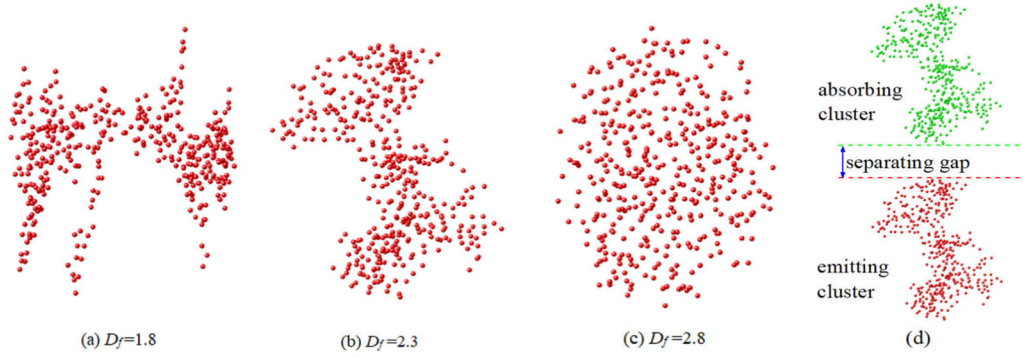 absorbing
cluster
separating gap
emitting
cluster
(a) Df=1.8
(b) Df=2.3
(c) Df=2.8
(d)